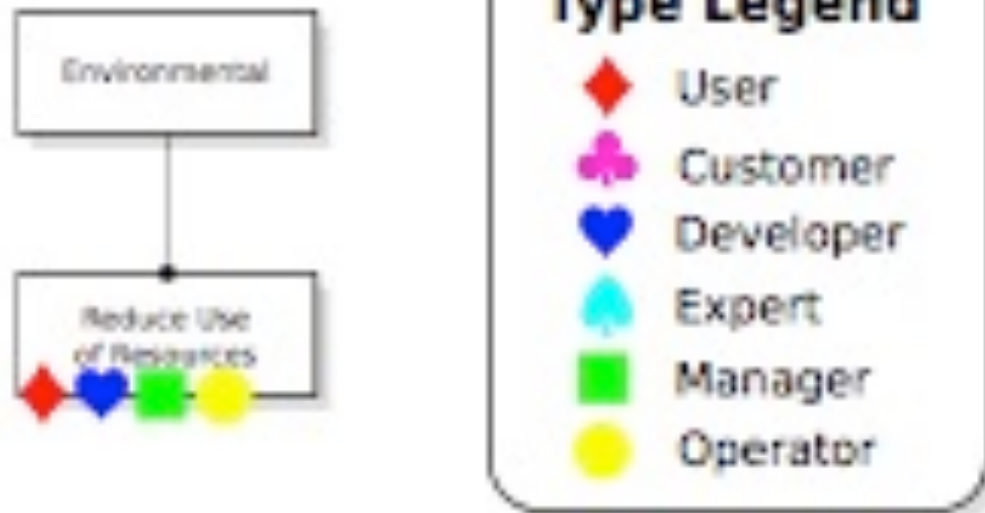 Environmental
Reduce Use
of Resources
Type Legend
User
Customer
Developer
Expert
Manager
Operator